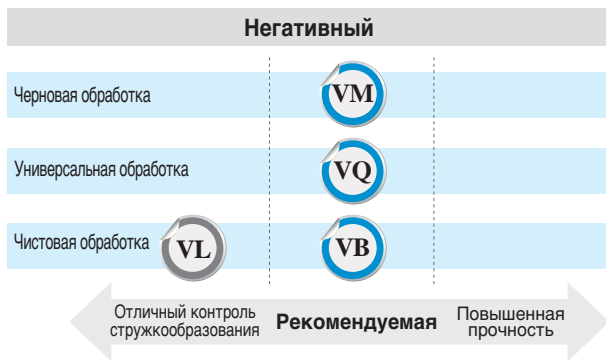 Негативный
Черновая обработка
VM
Универсальная обработка
VQ
Чистовая обработка
VL
VB
Отличный контроль
стружкообразования
Рекомендуемая
Повышенная
прочность